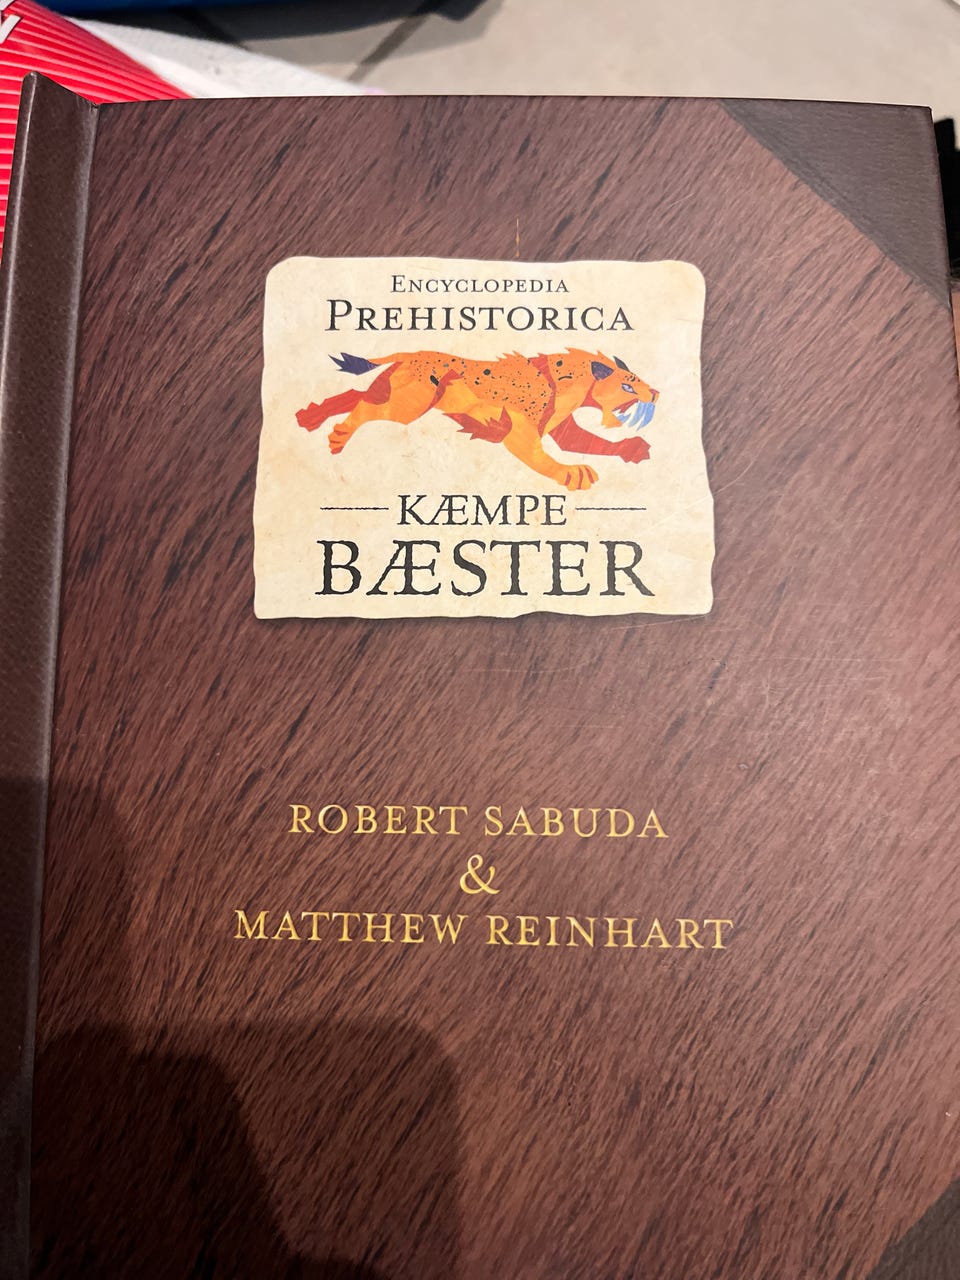 ENCYCLOPEDIA
PREHISTORICA
KÆMPE
BÆSTER
ROBERT SABUDA
&
MATTHEW REINHART